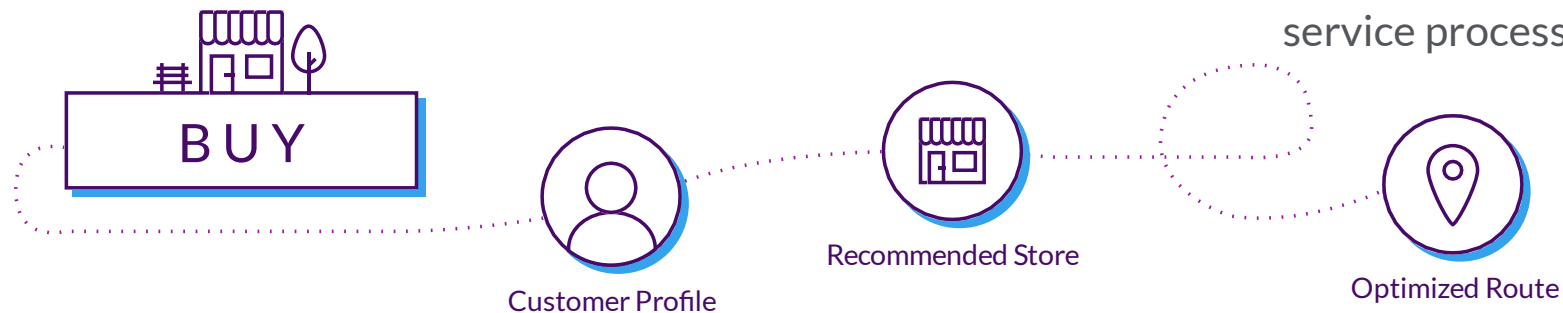 service process
BUY
Customer Profile
Recommended Store
Optimized Route